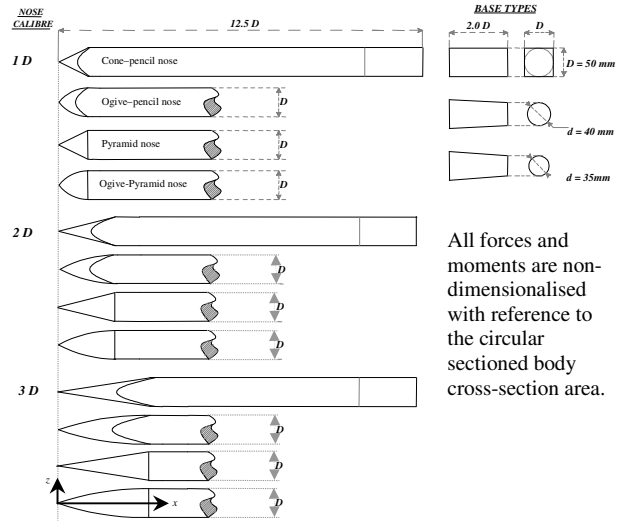 NOSE
CALIBRE
12.5 D
BASE TYPES
2.0 D
D
1 D
Cone–pencil nose
D = 50 mm
Ogive–pencil nose
D
Pyramid nose
D
d = 40 mm
Ogive-Pyramid nose
D
d = 35mm
2 D
D
D
D
All forces and
moments are non-
dimensionalised
with reference to
the circular
sectioned body
cross-section area.
3 D
D
D
z
x
D